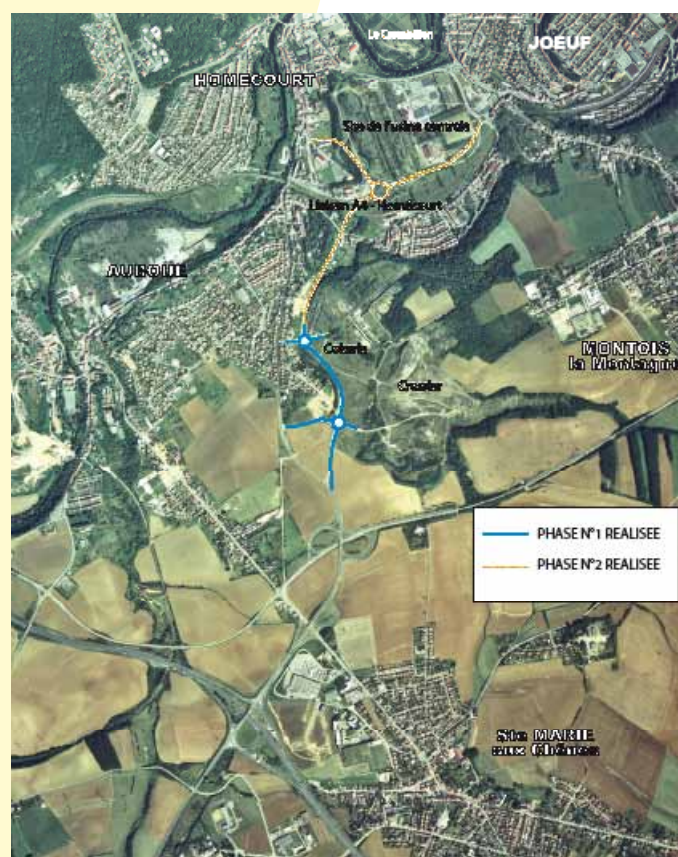 JOEUF
HOMECOURT
Site de l'usine centrale
Liaison A4 - Homécourt
AUBOUE
Cokerie
Crassier
MONTOIS
la Montagne
PHASE N°1 REALISEE
PHASE N°2 REALISEE
Ste MARIE
aux Chênes